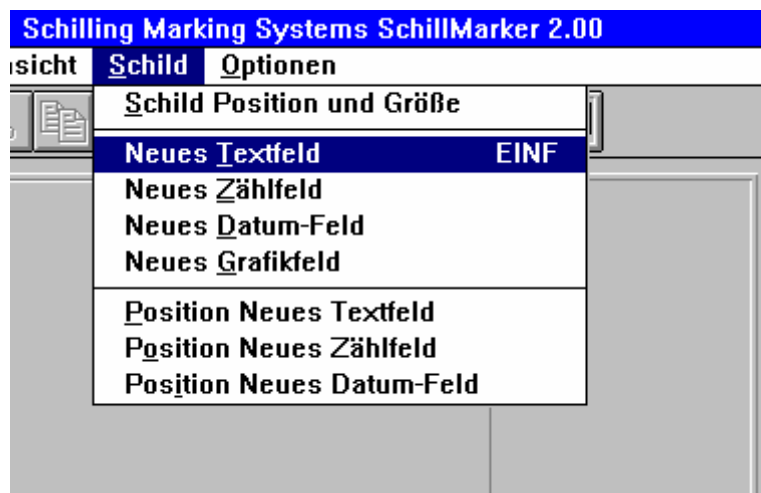 Schilling Marking Systems SchillMarker 2.00
nsicht Schild Optionen
Schild Position und Größe
Neues Textfeld EINF
Neues Zählfeld
Neues Datum-Feld
Neues Grafikfeld
Position Neues Textfeld
Position Neues Zählfeld
Position Neues Datum-Feld